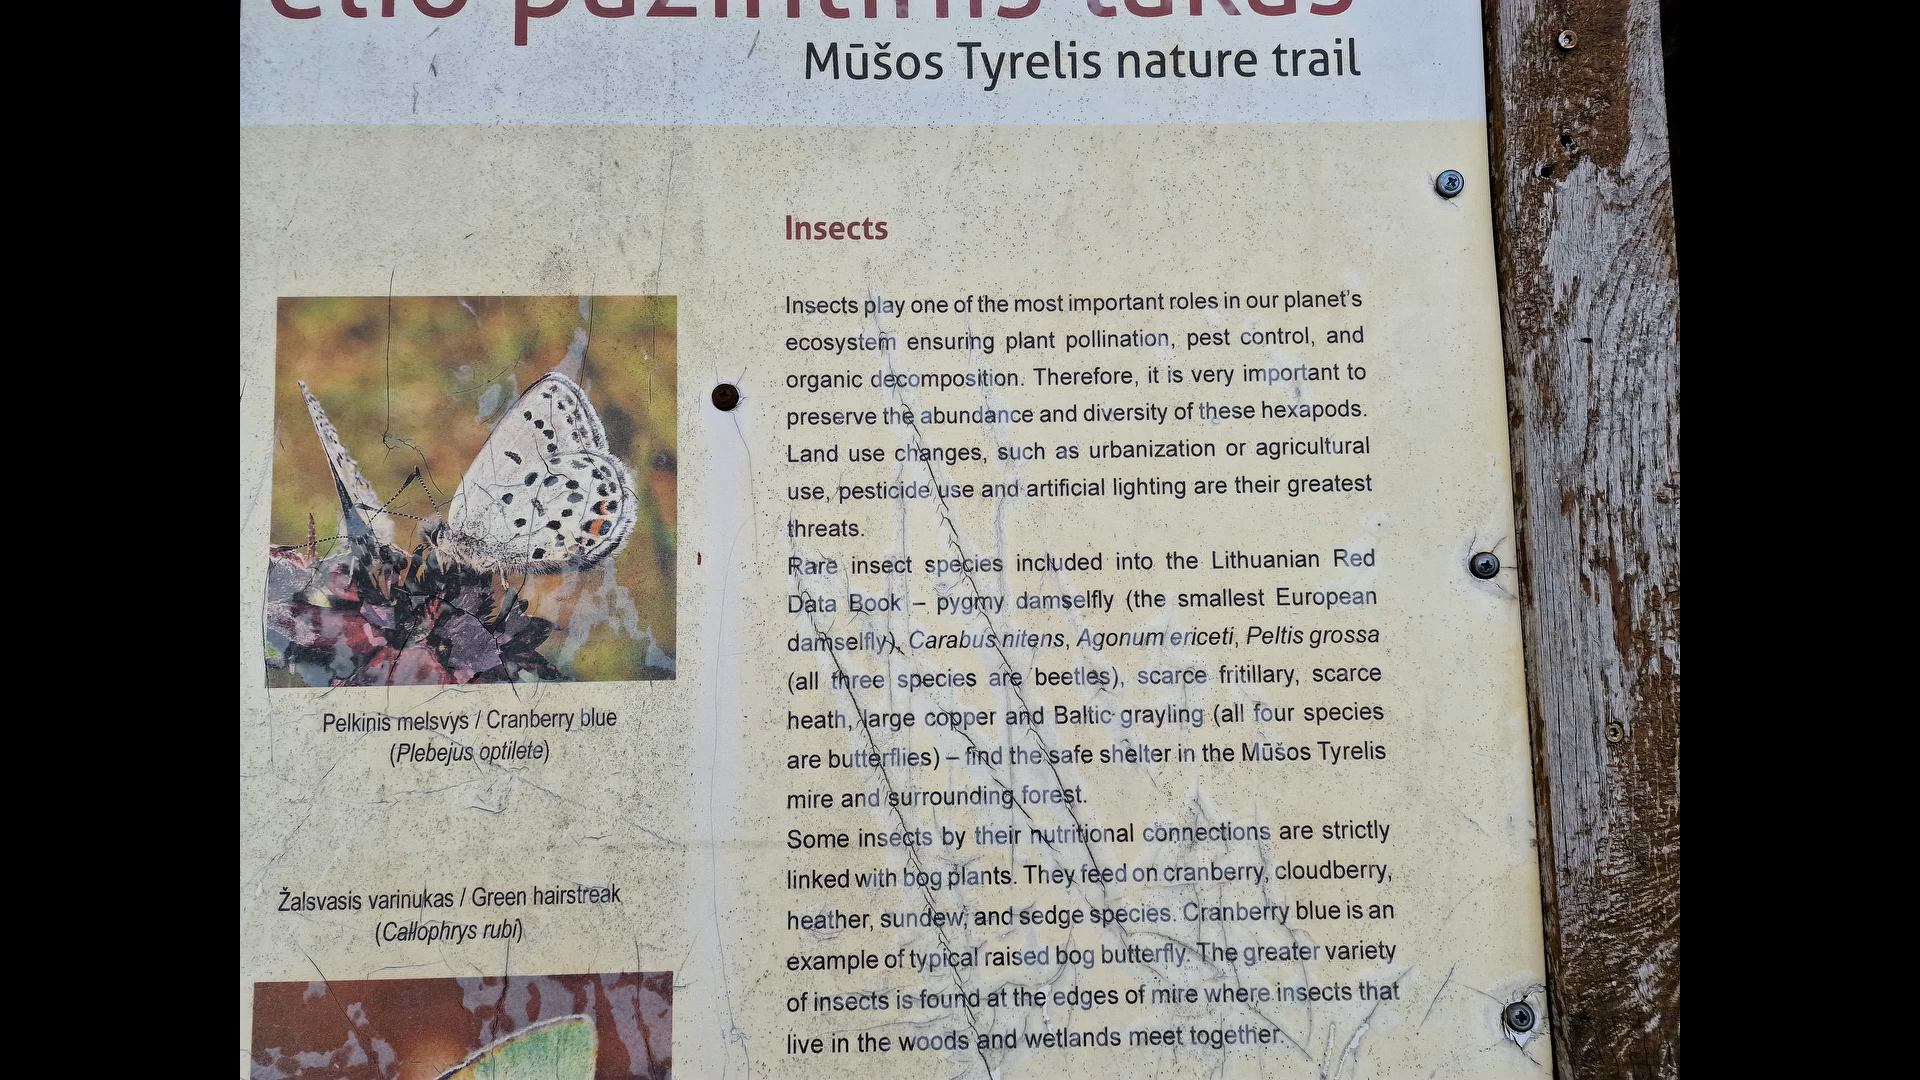 pažintinis takas
Mūšos Tyrelis nature trail
Insects
Insects play one of the most important roles in our planet's
ecosystem ensuring plant pollination, pest control, and
organic decomposition. Therefore, it is very important to
preserve the abundance and diversity of these hexapods.
Land use changes, such as urbanization or agricultural
use, pesticide use and artificial lighting are their greatest
threats.
Rare insect species included into the Lithuanian Red
Data Book – pygmy damselfly (the smallest European
damselfly), Carabus nitens, Agonum ericeti, Peltis grossa
(all three species are beetles), scarce fritillary, scarce
heath, large copper and Baltic grayling (all four species
are butterflies) – find the safe shelter in the Mūšos Tyrelis
mire and surrounding forest.
Some insects by their nutritional connections are strictly
linked with bog plants. They feed on cranberry, cloudberry,
heather, sundew, and sedge species. Cranberry blue is an
example of typical raised bog butterfly. The greater variety
of insects is found at the edges of mire where insects that
live in the woods and wetlands meet together.
Pelkinis melsvys / Cranberry blue
(Plebejus optilete)
Žalsvasis varinukas / Green hairstreak
(Callophrys rubi)